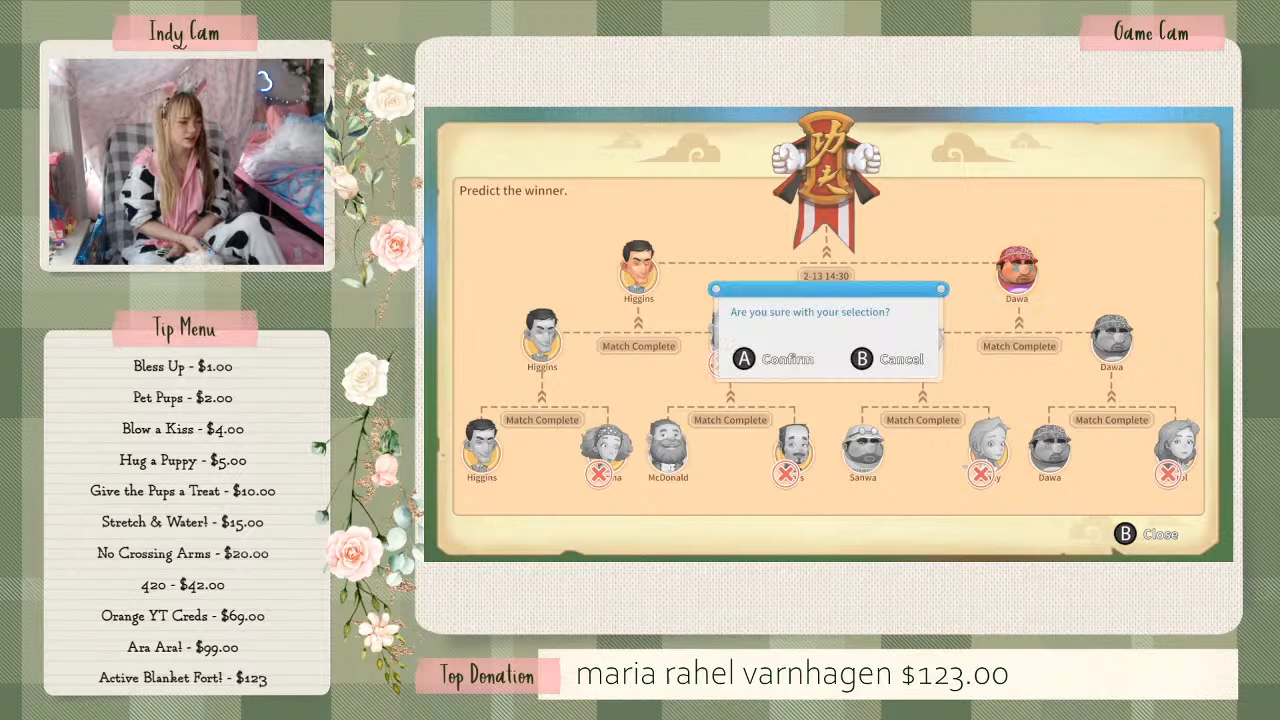 Indy Cam
3
Tip Menu
Bless Up - $1.00
Pet Pups - $2.00
Blow a Kiss - $4.00
Hug a Puppy - $5.00
Give the Pups a Treat - $10.00
Stretch & Water! - $15.00
No Crossing Arms - $20.00
420 - $42.00
Orange YT Creds - $69.00
Ara Ara! - $99.00
Active Blanket Fort! - $123
Game Cam
功
夫
Predict the winner.
2-13 14:30
Higgins
Dawa
Are you sure with your selection?
A Confirm
B Cancel
Match Complete
Match Complete
Higgins
Dawa
Match Complete
Match Complete
Match Complete
Match Complete
Higgins
McDonald
Sanwa
Dawa
B Close
Top Donation
maria rahel varnhagen $123.00